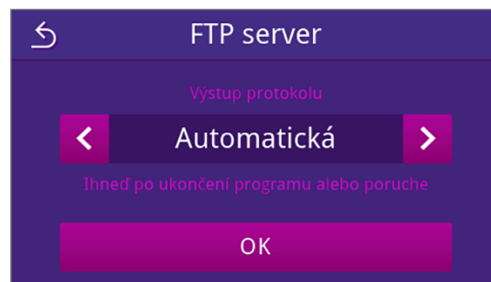 FTP server
Výstup protokolu
Automatická
Ihneď po ukončení programu alebo poruche
OK